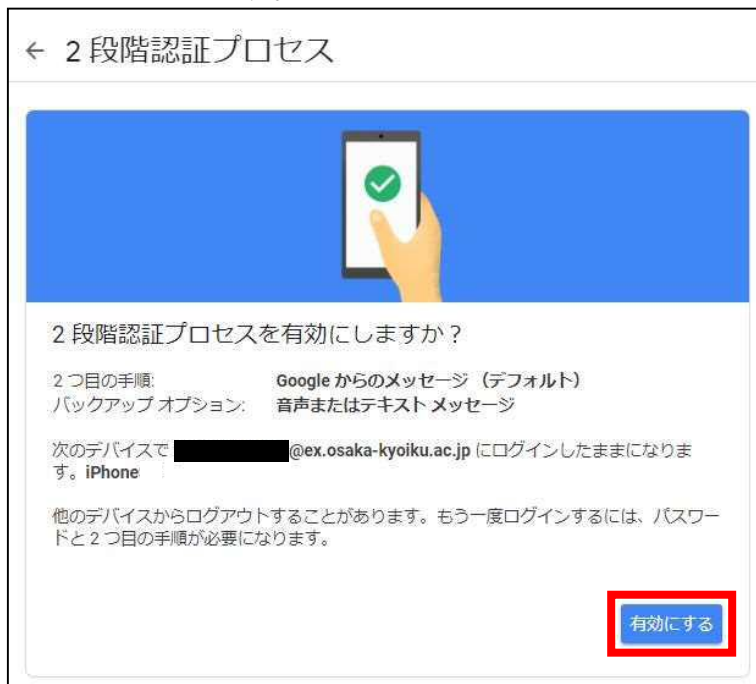 ← 2 段階認証プロセス
2 段階認証プロセスを有効にしますか？
2 つ目の手順: Google からのメッセージ（デフォルト）
バックアップ オプション: 音声またはテキスト メッセージ
次のデバイスで @ex.osaka-kyoiku.ac.jp にログインしたままになりま
す。iPhone
他のデバイスからログアウトすることがあります。もう一度ログインするには、パスワー
ドと 2 つ目の手順が必要になります。
有効にする